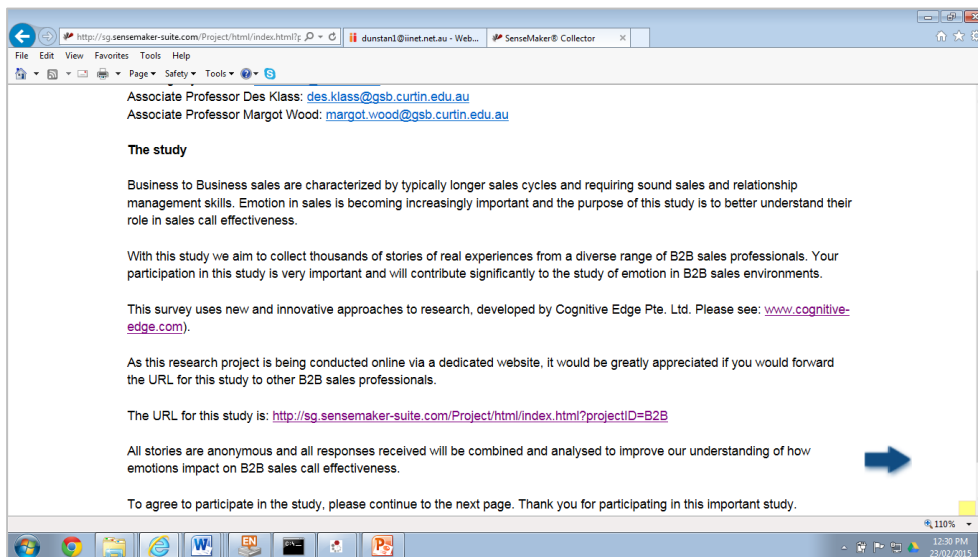 http://sg.sensemaker-suite.com/Project/html/index.html?p
dunstan1@iinet.net.au - Web...
SenseMaker® Collector
File Edit View Favorites Tools Help
Page Safety Tools
Associate Professor Des Klass: des.klass@gsb.curtin.edu.au
Associate Professor Margot Wood: margot.wood@gsb.curtin.edu.au
The study
Business to Business sales are characterized by typically longer sales cycles and requiring sound sales and relationship
management skills. Emotion in sales is becoming increasingly important and the purpose of this study is to better understand their
role in sales call effectiveness.
With this study we aim to collect thousands of stories of real experiences from a diverse range of B2B sales professionals. Your
participation in this study is very important and will contribute significantly to the study of emotion in B2B sales environments.
This survey uses new and innovative approaches to research, developed by Cognitive Edge Pte. Ltd. Please see: www.cognitive-
edge.com).
As this research project is being conducted online via a dedicated website, it would be greatly appreciated if you would forward
the URL for this study to other B2B sales professionals.
The URL for this study is: http://sg.sensemaker-suite.com/Project/html/index.html?projectID=B2B
All stories are anonymous and all responses received will be combined and analysed to improve our understanding of how
emotions impact on B2B sales call effectiveness.
To agree to participate in the study, please continue to the next page. Thank you for participating in this important study.
110%
12:30 PM
23/02/2015